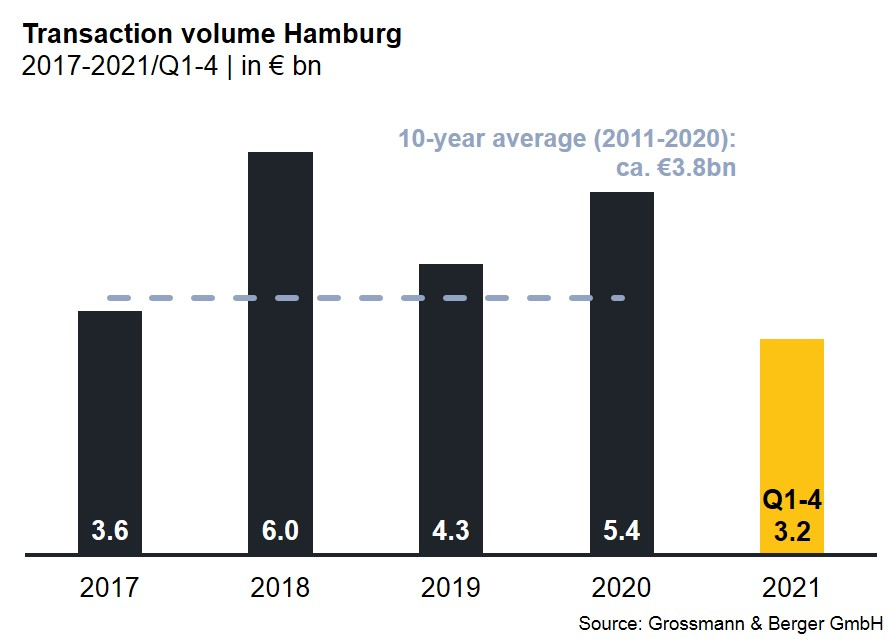 Transaction volume Hamburg
2017-2021/Q1-4 | in € bn
10-year average (2011-2020):
ca. €3.8bn
3.6
6.0
4.3
5.4
Q1-4
3.2
2017
2018
2019
2020
2021
Source: Grossmann & Berger GmbH